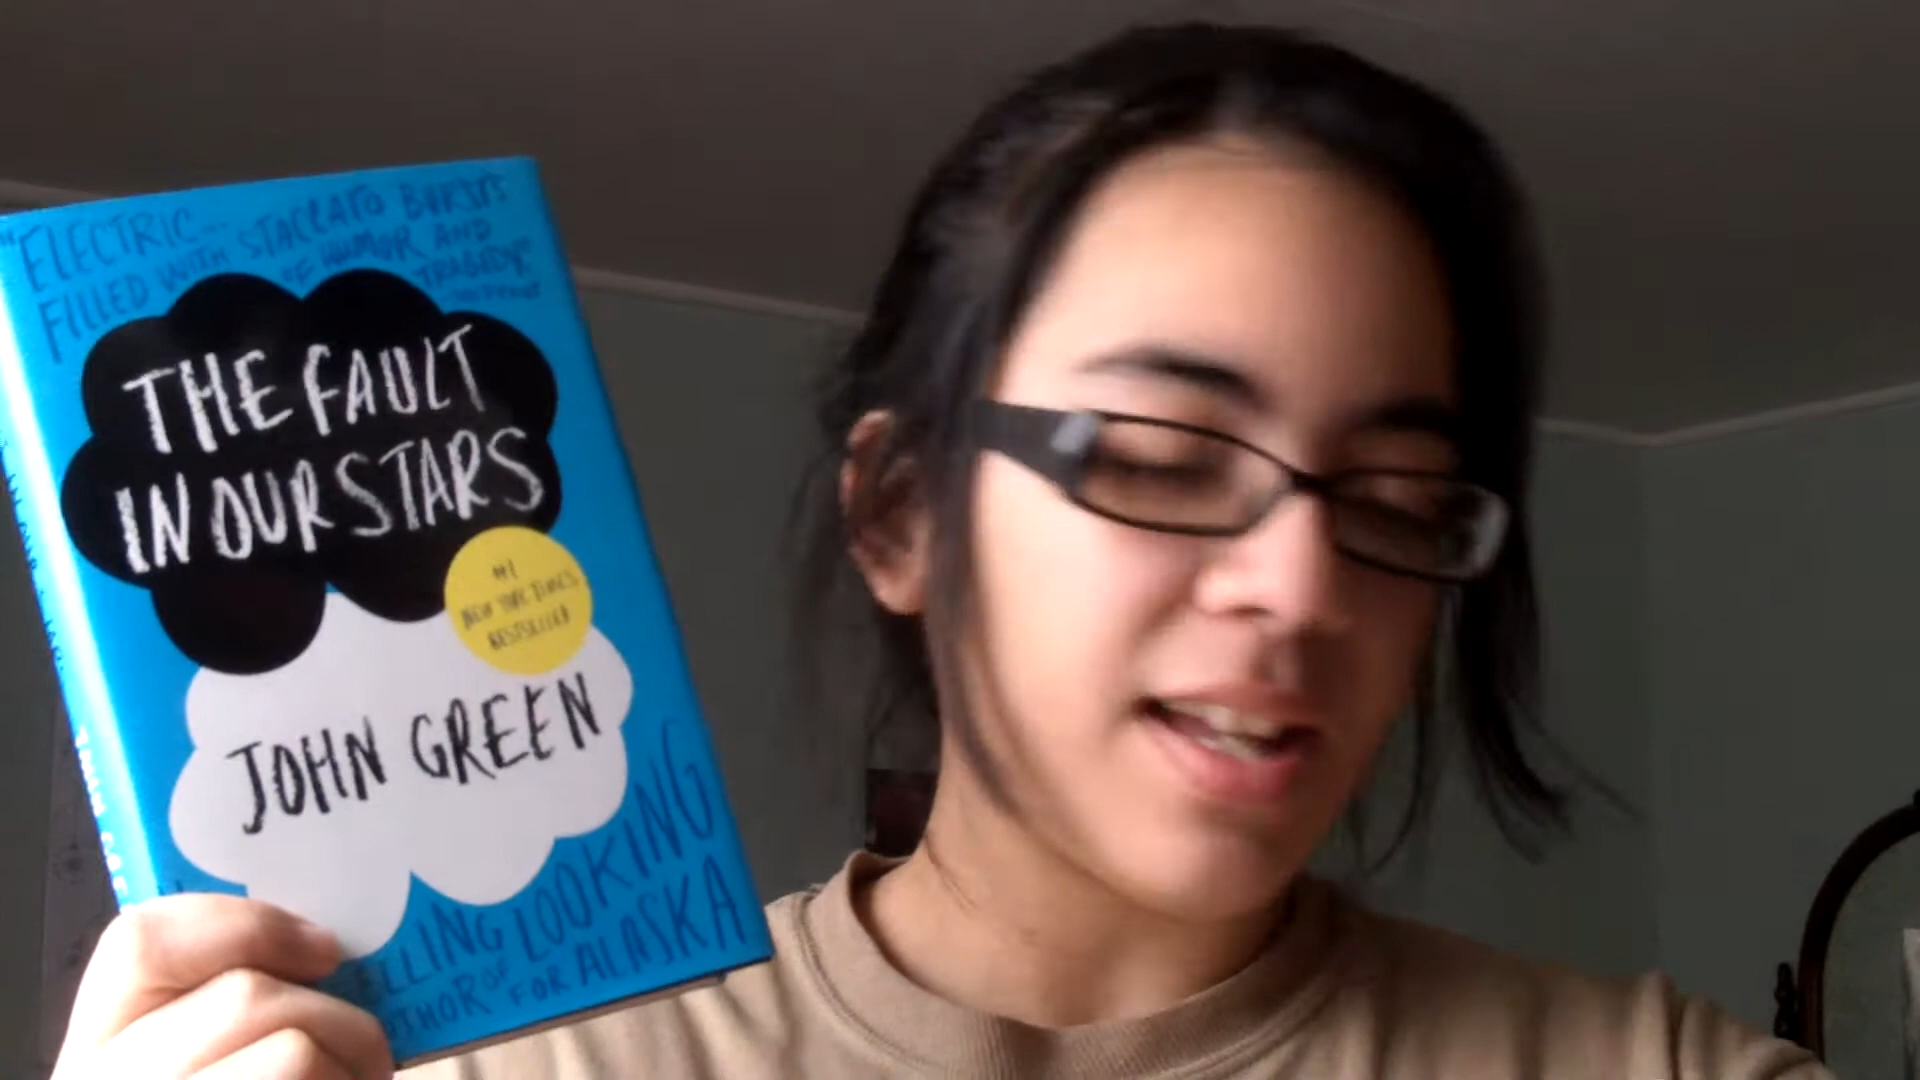 "ELECTRIC...
FILLED WITH STACCATO BURSTS
OF HUMOR AND
TRAGEDY."
THE FAULT
IN OUR STARS
#1
NEW YORK TIMES
BESTSELLER
JOHN GREEN
LOOKING
OF
FOR ALASKA